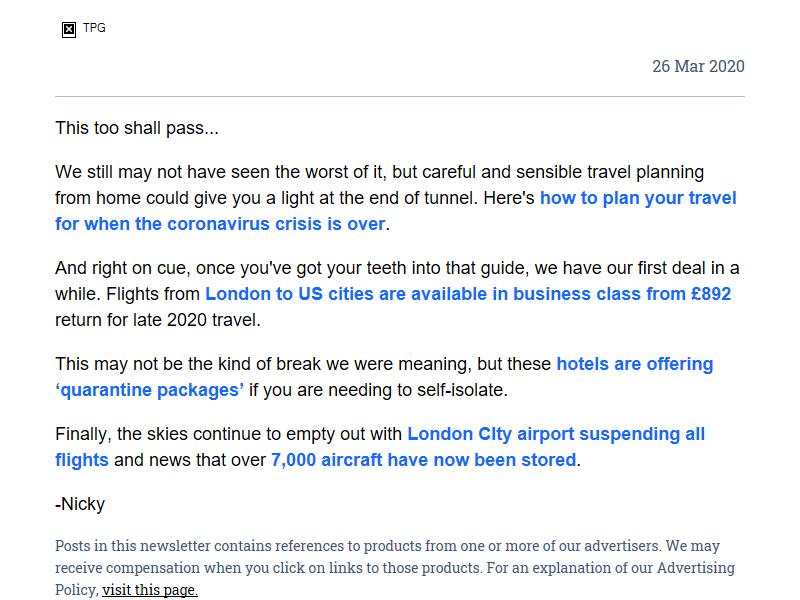 TPG
26 Mar 2020
This too shall pass...
We still may not have seen the worst of it, but careful and sensible travel planning
from home could give you a light at the end of tunnel. Here's how to plan your travel
for when the coronavirus crisis is over.
And right on cue, once you've got your teeth into that guide, we have our first deal in a
while. Flights from London to US cities are available in business class from £892
return for late 2020 travel.
This may not be the kind of break we were meaning, but these hotels are offering
‘quarantine packages’ if you are needing to self-isolate.
Finally, the skies continue to empty out with London CIty airport suspending all
flights and news that over 7,000 aircraft have now been stored.
-Nicky
Posts in this newsletter contains references to products from one or more of our advertisers. We may
receive compensation when you click on links to those products. For an explanation of our Advertising
Policy, visit this page.